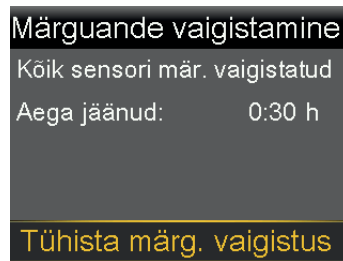 Märguande vaigistamine
Kõik sensori mär. vaigistatud
Aega jäänud: 0:30 h
Tühista märg. vaigistus